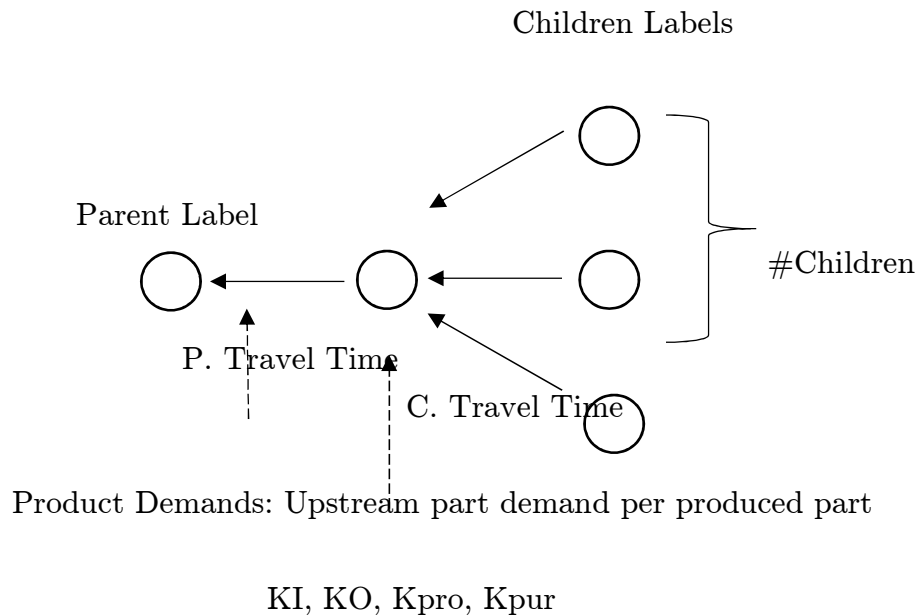 Children Labels
Parent Label
#Children
P. Travel Time
C. Travel Time
Product Demands: Upstream part demand per produced part
KI, KO, Kpro, Kpur